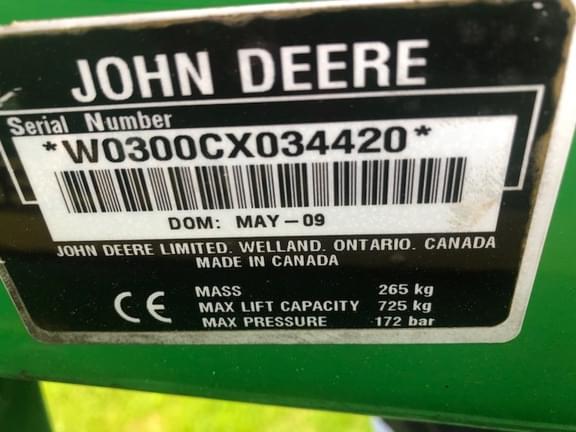 JOHN DEERE
Serial Number
*W0300CX034420*
DOM: MAY-09
JOHN DEERE LIMITED. WELLAND. ONTARIO. CANADA
MADE IN CANADA
CE
MASS 265 kg
MAX LIFT CAPACITY 725 kg
MAX PRESSURE 172 bar